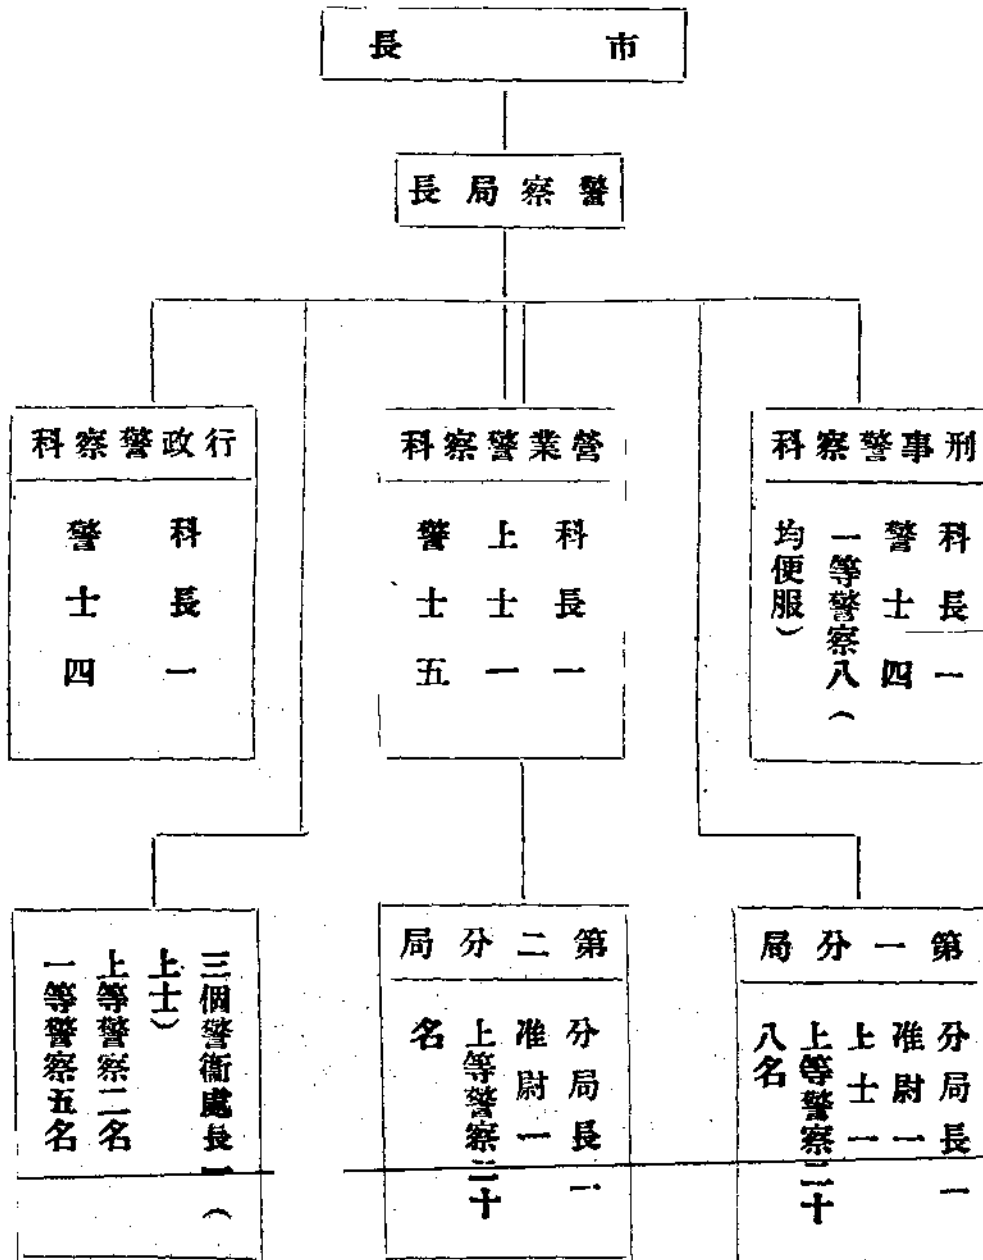 市長
警察局長
刑事警察科
科長一
警士四
一等警察八（
均便服）
營業警察科
科長一
上士一
警士五
行政警察科
科長一
警士四
第一分局
分局長一
准尉一
上士一
上等警察二十
八名
第二分局
分局長一
准尉一
上等警察二十
名
三個警衞處長一（
上士）
上等警察二名
一等警察五名